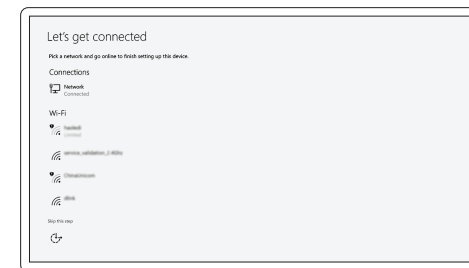 Let's get connected
Pick a network and go online to finish setting up this device.
Connections
Network
Connected
Wi-Fi
service_validation_2.4Ghz
ChinaUnicom
dlink
Skip this step